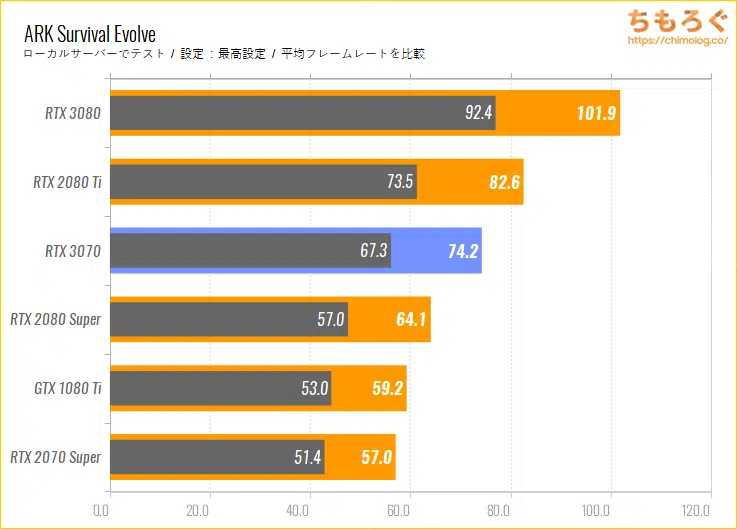 ARK Survival Evolve
ちもろぐ
https://chimolog.co/
ローカルサーバーでテスト / 設定：最高設定 / 平均フレームレートを比較
RTX 3080 92.4 101.9
RTX 2080 Ti 73.5 82.6
RTX 3070 67.3 74.2
RTX 2080 Super 57.0 64.1
GTX 1080 Ti 53.0 59.2
RTX 2070 Super 51.4 57.0
0.0 20.0 40.0 60.0 80.0 100.0 120.0